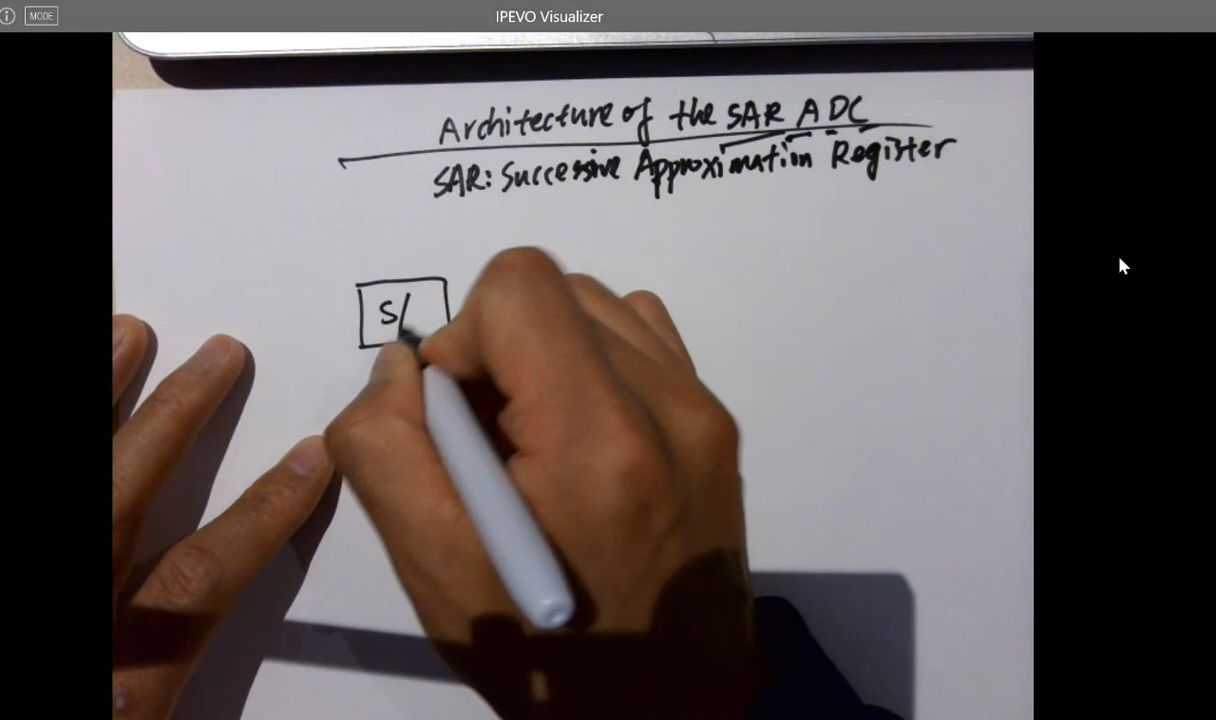 MODE
IPEVO Visualizer
Architecture of the SAR ADC
SAR: Successive Approximation Register
S/